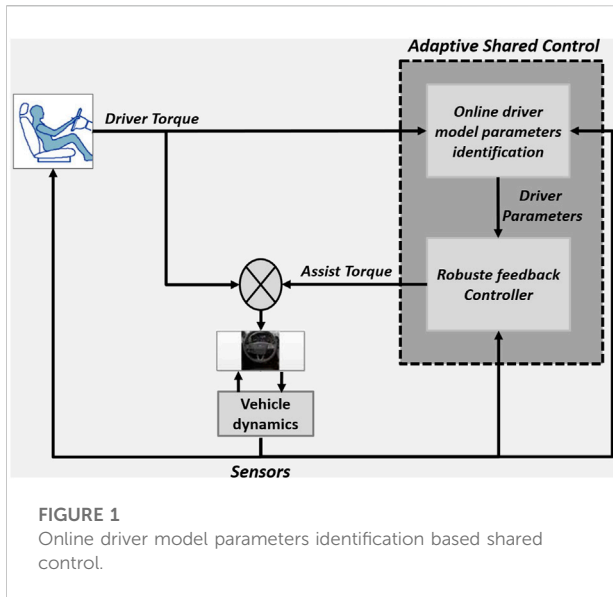 Adaptive Shared Control
Driver Torque
Online driver
model parameters
identification
Driver
Parameters
Assist Torque
Robuste feedback
Controller
Vehicle
dynamics
Sensors
FIGURE 1
Online driver model parameters identification based shared
control.